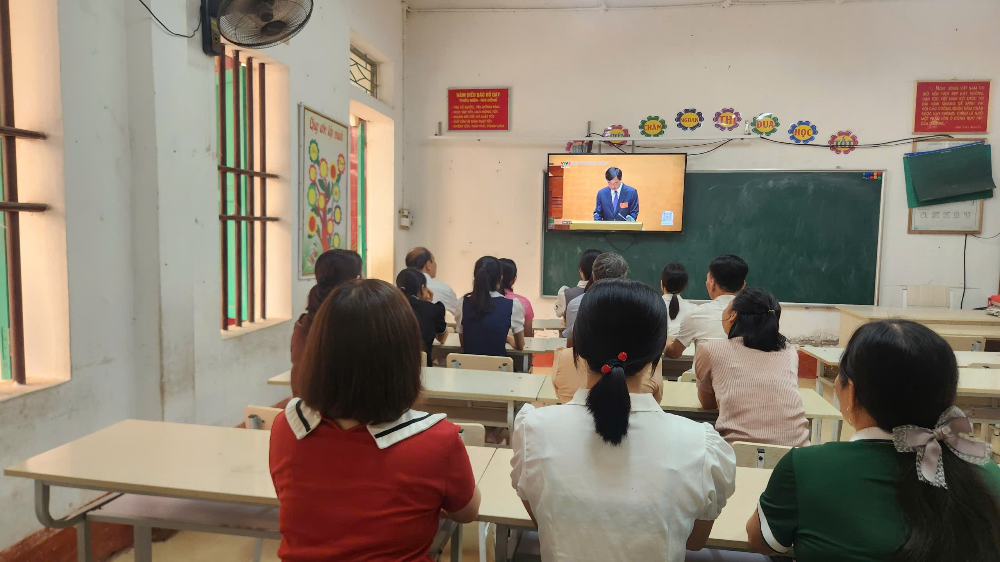 Quy ước lớp mình
NĂM ĐIỀU BÁC HỒ DẠY
THIẾU NIÊN - NHI ĐỒNG
- YÊU TỔ QUỐC, YÊU ĐỒNG BÀO.
- HỌC TẬP TỐT, LAO ĐỘNG TỐT.
- ĐOÀN KẾT TỐT, KỶ LUẬT TỐT.
- GIỮ GÌN VỆ SINH THẬT TỐT.
- KHIÊM TỐN, THẬT THÀ, DŨNG CẢM.
RÈN LUYỆN CHĂM NGOAN THI ĐUA HỌC TỐT
"... NON SÔNG VIỆT NAM CÓ
TRỞ NÊN TƯƠI ĐẸP HAY KHÔNG,
DÂN TỘC VIỆT NAM CÓ BƯỚC TỚI
ĐÀI VINH QUANG ĐỂ SÁNH VAI
VỚI CÁC CƯỜNG QUỐC NĂM CHÂU
ĐƯỢC HAY KHÔNG, CHÍNH LÀ NHỜ
MỘT PHẦN LỚN Ở CÔNG HỌC TẬP
CỦA CÁC EM..."
(Hồ Chí Minh)
VTV1